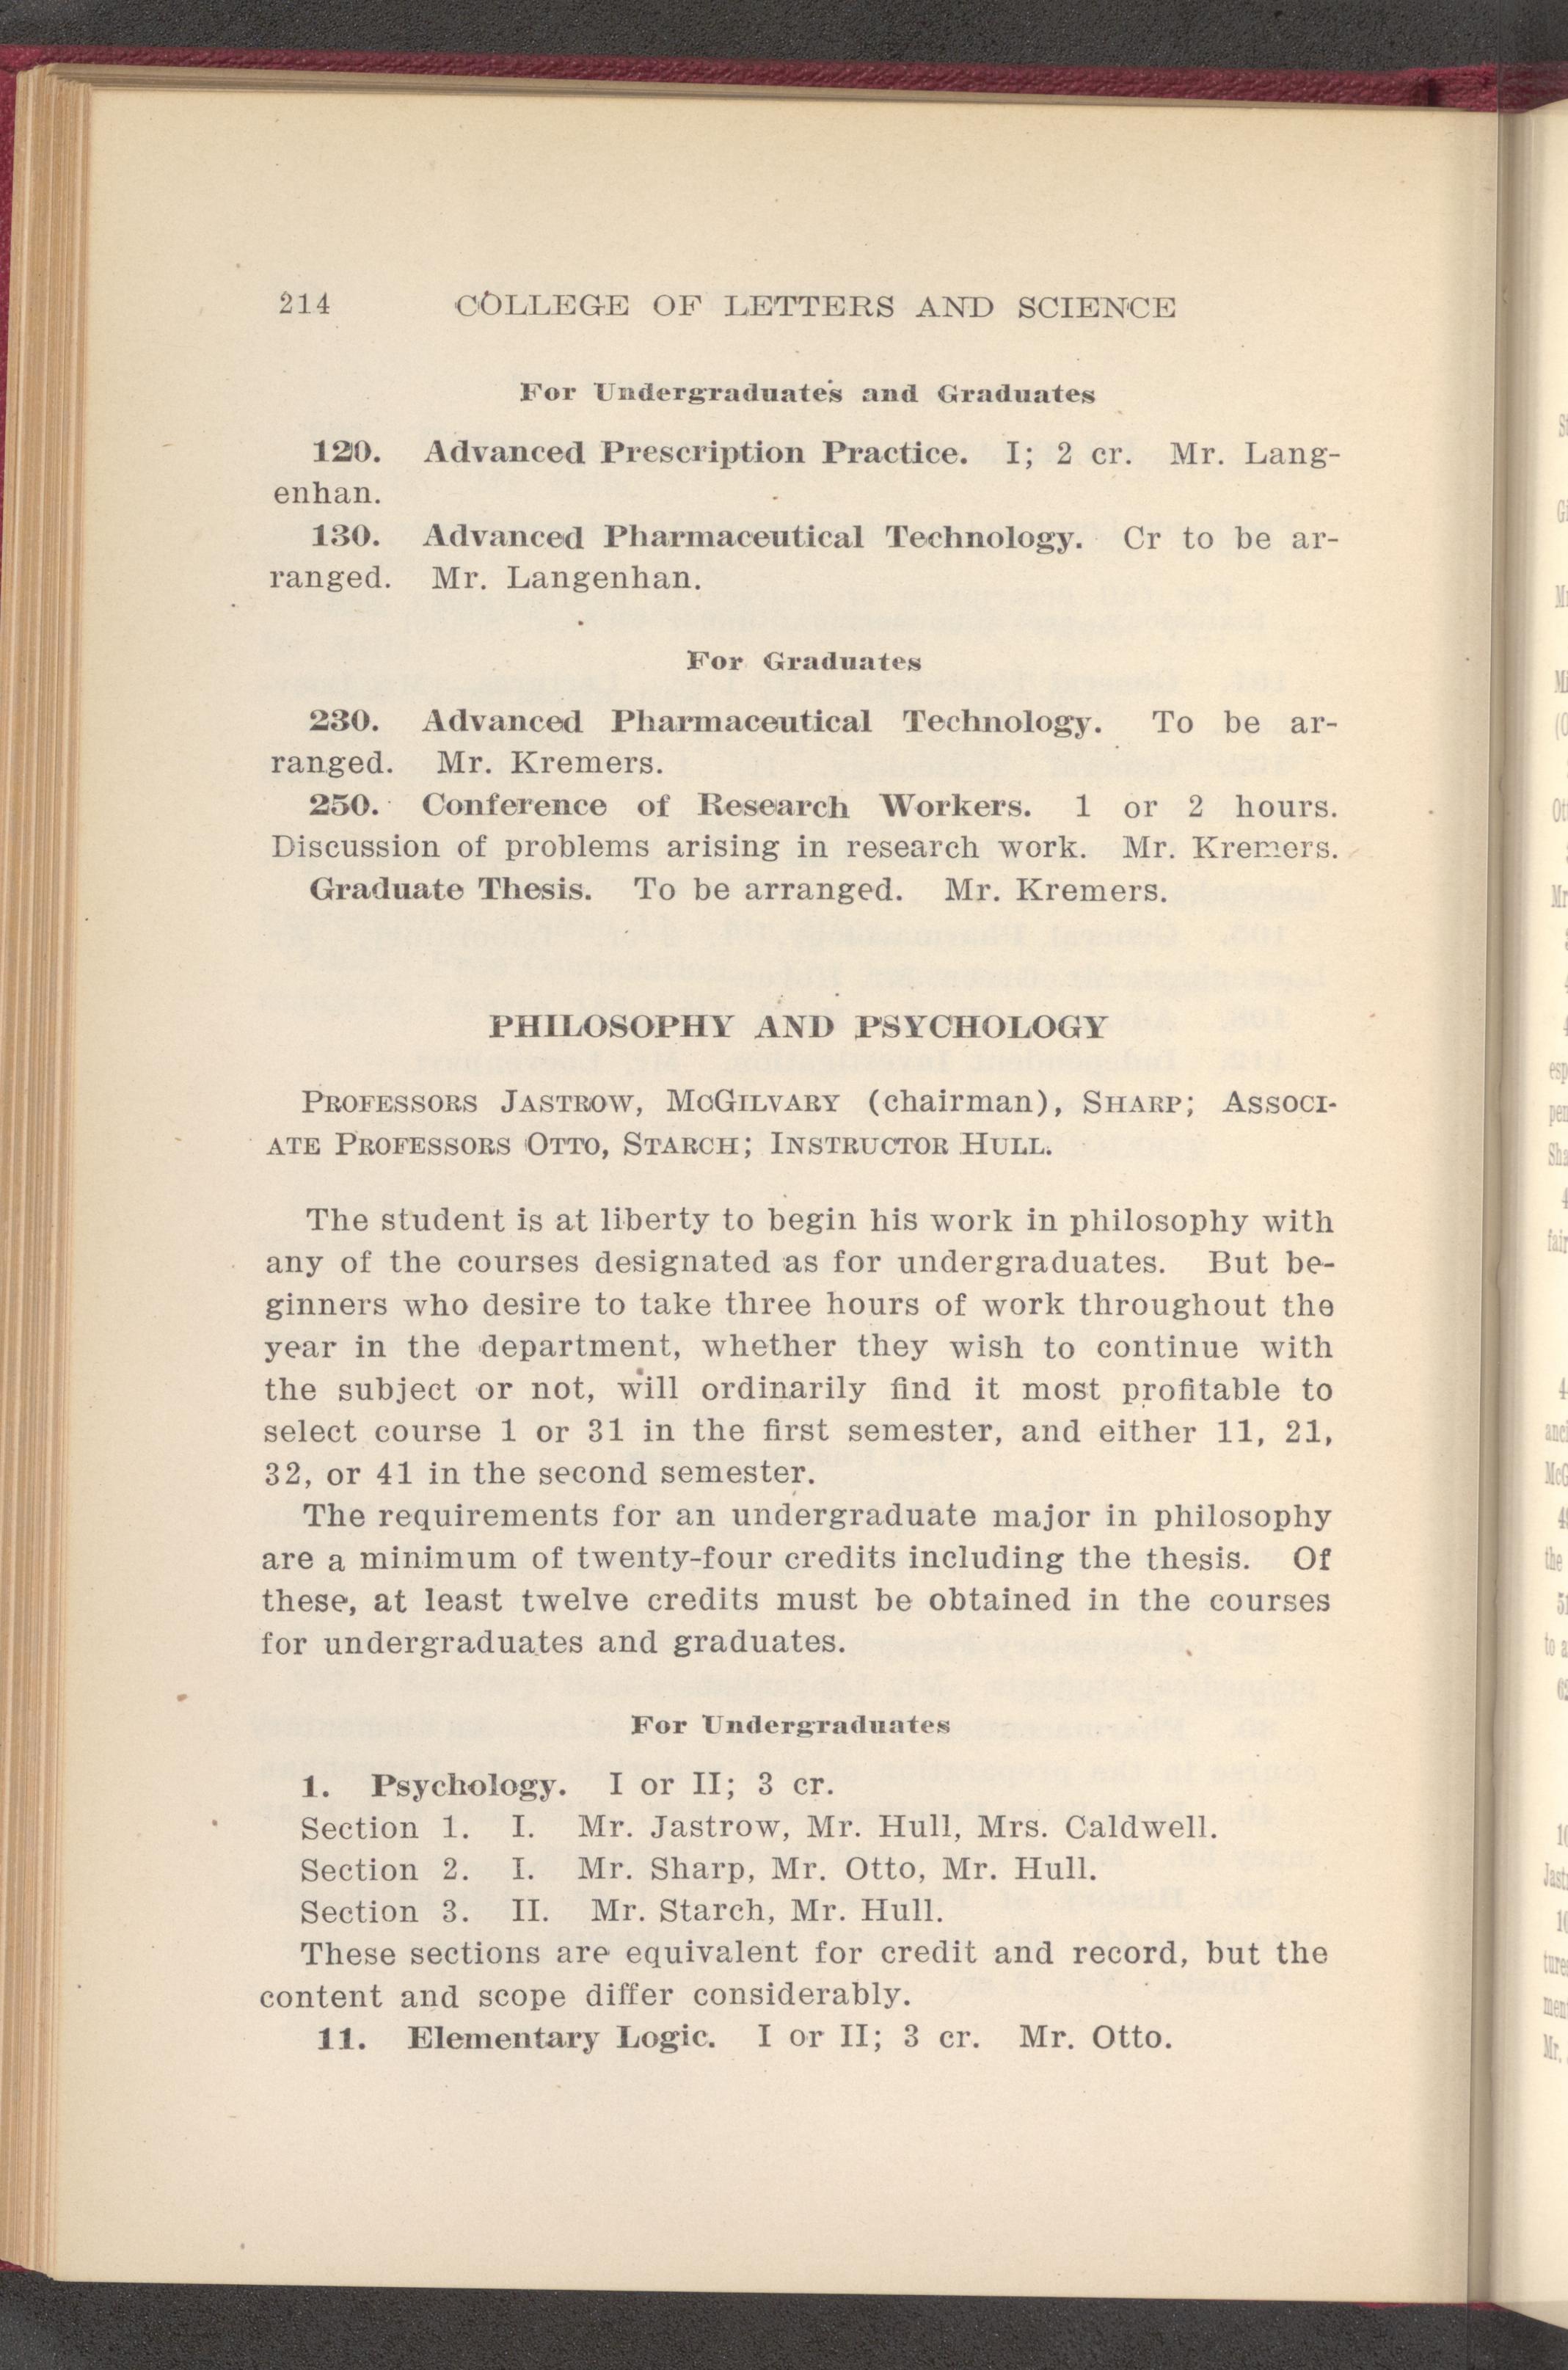 214 COLLEGE OF LETTERS AND SCIENCE
For Undergraduates and Graduates
120. Advanced Prescription Practice. I; 2 cr. Mr. Lang-
enhan.
130. Advanced Pharmaceutical Technology. Cr to be ar-
ranged. Mr. Langenhan.
For Graduates
230. Advanced Pharmaceutical Technology. To be ar-
ranged. Mr. Kremers.
250. Conference of Research Workers. 1 or 2 hours.
Discussion of problems arising in research work. Mr. Kremers.
Graduate Thesis. To be arranged. Mr. Kremers.
PHILOSOPHY AND PSYCHOLOGY
PROFESSORS JASTROW, MCGILVARY (chairman), SHARP; ASSOCI-
ATE PROFESSORS OTTO, STARCH; INSTRUCTOR HULL.
The student is at liberty to begin his work in philosophy with
any of the courses designated as for undergraduates. But be-
ginners who desire to take three hours of work throughout the
year in the department, whether they wish to continue with
the subject or not, will ordinarily find it most profitable to
select course 1 or 31 in the first semester, and either 11, 21,
32, or 41 in the second semester.
The requirements for an undergraduate major in philosophy
are a minimum of twenty-four credits including the thesis. Of
these, at least twelve credits must be obtained in the courses
for undergraduates and graduates.
For Undergraduates
1. Psychology. I or II; 3 cr.
Section 1. I. Mr. Jastrow, Mr. Hull, Mrs. Caldwell.
Section 2. I. Mr. Sharp, Mr. Otto, Mr. Hull.
Section 3. II. Mr. Starch, Mr. Hull.
These sections are equivalent for credit and record, but the
content and scope differ considerably.
11. Elementary Logic. I or II; 3 cr. Mr. Otto.